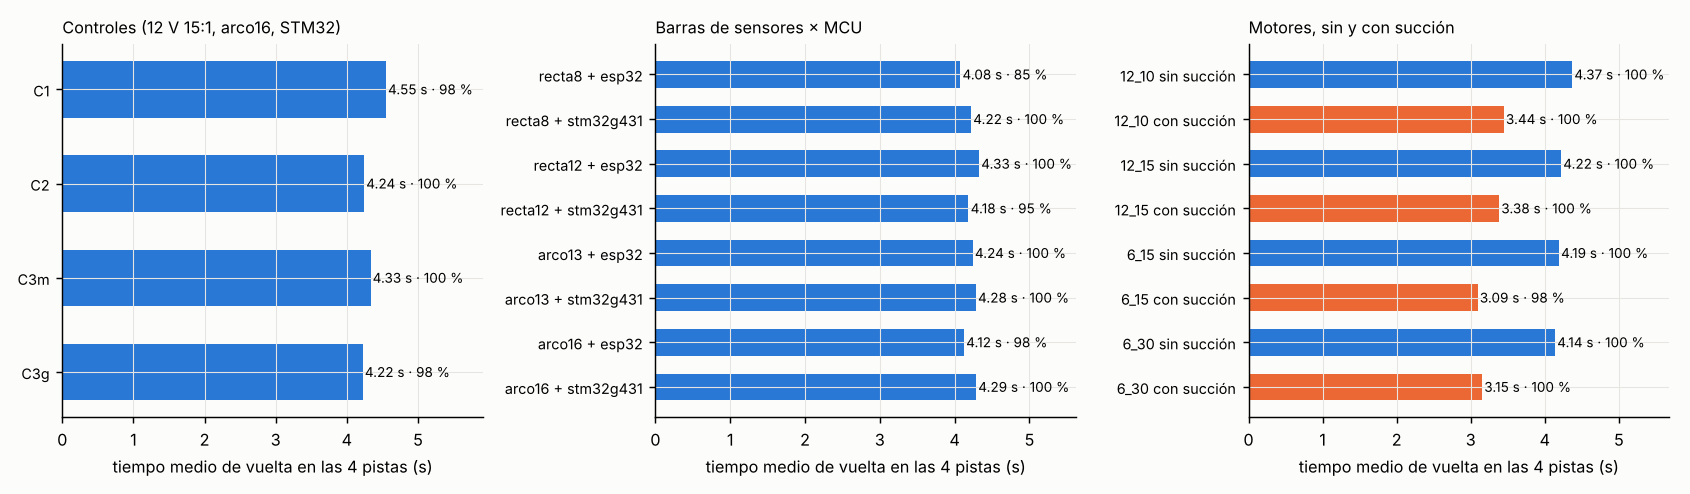 Controles (12 V 15:1, arco16, STM32)
C1
4.55 s · 98 %
C2
4.24 s · 100 %
C3m
4.33 s · 100 %
C3g
4.22 s · 98 %
0 1 2 3 4 5
tiempo medio de vuelta en las 4 pistas (s)
Barras de sensores × MCU
recta8 + esp32
4.08 s · 85 %
recta8 + stm32g431
4.22 s · 100 %
recta12 + esp32
4.33 s · 100 %
recta12 + stm32g431
4.18 s · 95 %
arco13 + esp32
4.24 s · 100 %
arco13 + stm32g431
4.28 s · 100 %
arco16 + esp32
4.12 s · 98 %
arco16 + stm32g431
4.29 s · 100 %
0 1 2 3 4 5
tiempo medio de vuelta en las 4 pistas (s)
Motores, sin y con succión
12_10 sin succión
4.37 s · 100 %
12_10 con succión
3.44 s · 100 %
12_15 sin succión
4.22 s · 100 %
12_15 con succión
3.38 s · 100 %
6_15 sin succión
4.19 s · 100 %
6_15 con succión
3.09 s · 98 %
6_30 sin succión
4.14 s · 100 %
6_30 con succión
3.15 s · 100 %
0 1 2 3 4 5
tiempo medio de vuelta en las 4 pistas (s)